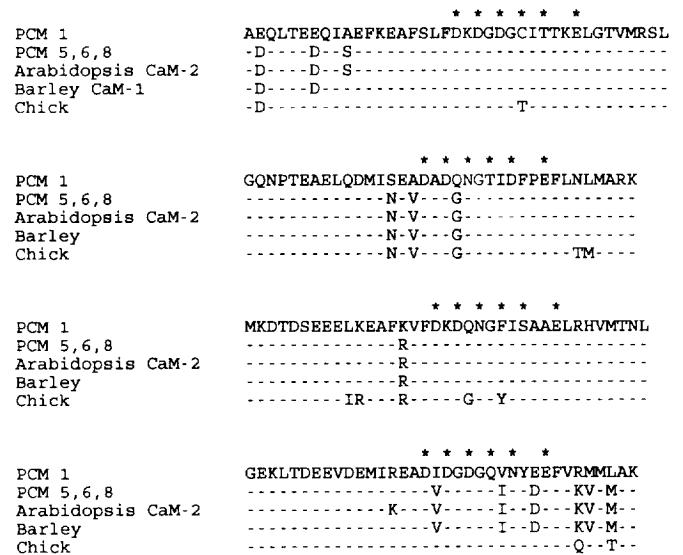 * * * * * *
PCM 1 AEQLTEEQIAEFKEAFSLFDKDGDGCITTKELGTVMRSL
PCM 5,6,8 -D----D--S-----------------------------
Arabidopsis CaM-2 -D----D--S-----------------------------
Barley CaM-1 -D----D--------------------------------
Chick -D-----------------------T-------------
* * * * * *
PCM 1 GQNPTEAELQDMISEADADQNGTIDFPEFLNLMARK
PCM 5,6,8 -------------N-V---G----------------
Arabidopsis CaM-2 -------------N-V---G----------------
Barley -------------N-V---G----------------
Chick -------------N-V---G----------TM----
* * * * * *
PCM 1 MKDTDSEEELKEAFKVFDKDQNGFISAAELRHVMTNL
PCM 5,6,8 --------------R----------------------
Arabidopsis CaM-2 --------------R----------------------
Barley --------------R----------------------
Chick ---------IR---R-----G--Y-------------
* * * * * *
PCM 1 GEKLTDEEVDEMIREADIDGDGQVNYEEFVRMMLAK
PCM 5,6,8 -----------------V-----I--D---KV-M--
Arabidopsis CaM-2 -------------K---V-----I--D---KV-M--
Barley -----------------V-----I--D---KV-M--
Chick ------------------------------Q--T--